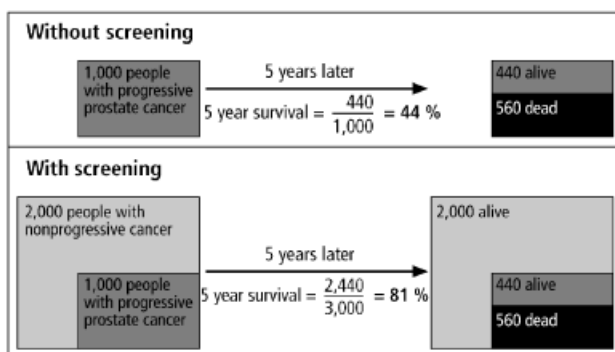 Without screening
1,000 people
with progressive
prostate cancer
5 years later
5 year survival = 440/1,000 = 44 %
440 alive
560 dead
With screening
2,000 people with
nonprogressive cancer
1,000 people
with progressive
prostate cancer
5 years later
5 year survival = 2,440/3,000 = 81 %
2,000 alive
440 alive
560 dead